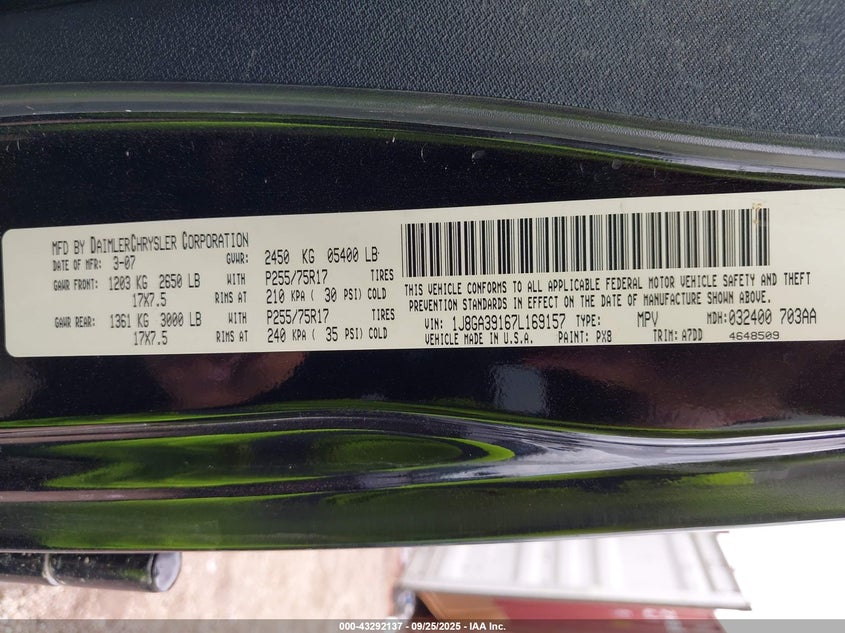 MFD BY DAIMLERCHRYSLER CORPORATION
DATE OF MFR: 3-07 GVWR: 2450 KG 05400 LB
GAWR FRONT: 1203 KG 2650 LB WITH P255/75R17 TIRES
17X7.5 RIMS AT 210 KPA ( 30 PSI) COLD
GAWR REAR: 1361 KG 3000 LB WITH P255/75R17 TIRES
17X7.5 RIMS AT 240 KPA ( 35 PSI) COLD
THIS VEHICLE CONFORMS TO ALL APPLICABLE FEDERAL MOTOR VEHICLE SAFETY AND THEFT
PREVENTION STANDARDS IN EFFECT ON THE DATE OF MANUFACTURE SHOWN ABOVE.
VIN: 1J8GA39167L169157 TYPE: MPV MDH: 032400 703AA
VEHICLE MADE IN U.S.A. PAINT: PX8 TRIM: A7DD 4648509
000-43292137 - 09/25/2025 - IAA Inc.